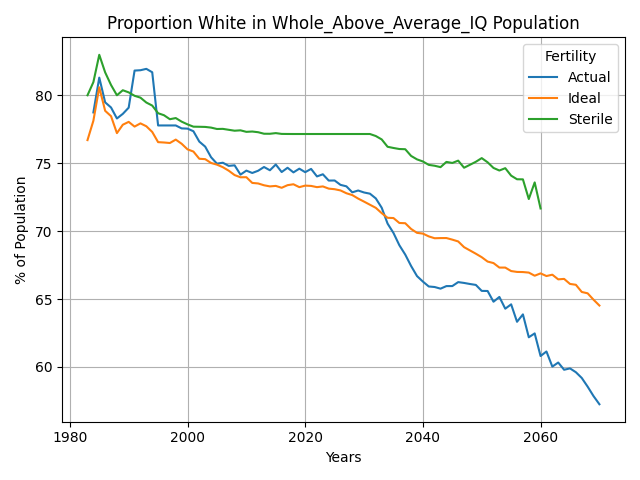 Proportion White in Whole_Above_Average_IQ Population
Fertility
Actual
Ideal
Sterile
% of Population
80
75
70
65
60
1980
2000
2020
2040
2060
Years